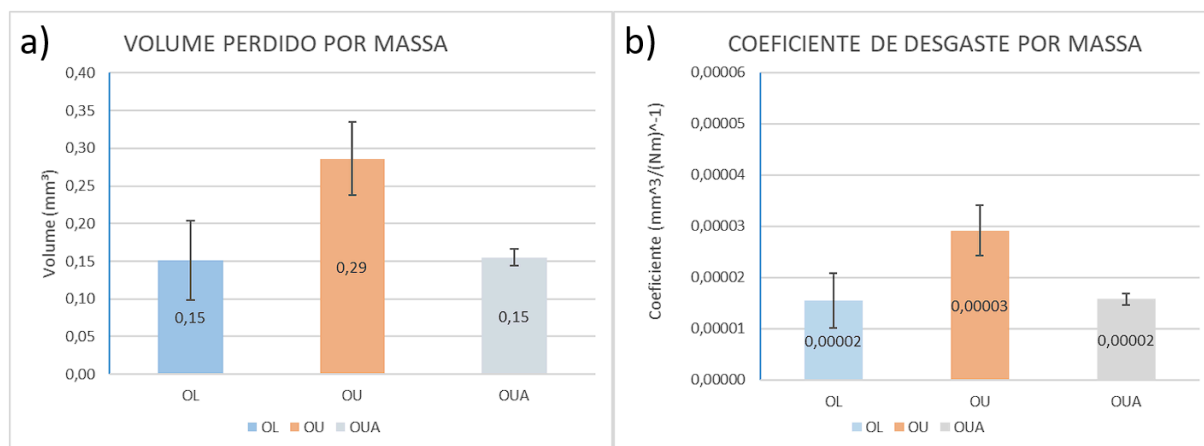 a)
VOLUME PERDIDO POR MASSA
Volume (mm³)
0,40
0,35
0,30
0,25
0,20
0,15
0,10
0,05
0,00
0,15
0,29
0,15
OL
OU
OUA
OL OU OUA
b)
COEFICIENTE DE DESGASTE POR MASSA
Coeficiente (mm^3/(Nm)^-1)
0,00006
0,00005
0,00004
0,00003
0,00002
0,00001
0,00000
0,00002
0,00003
0,00002
OL
OU
OUA
OL OU OUA